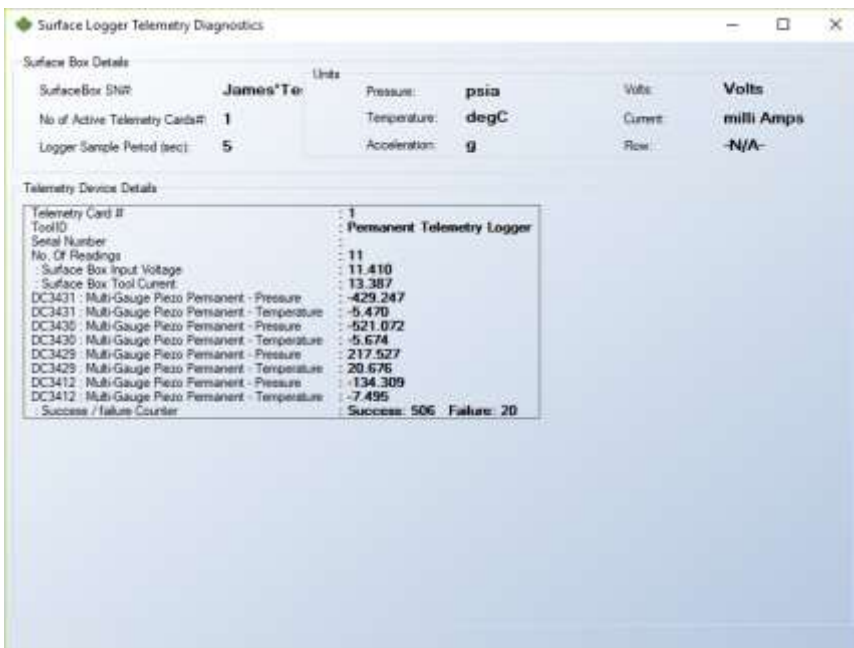 Surface Logger Telemetry Diagnostics
Surface Box Details
Units
SurfaceBox SN#: James'Te Pressure: psia Volts: Volts
No of Active Telemetry Cards#: 1 Temperature: degC Current: milli Amps
Logger Sample Period (sec): 5 Acceleration: g Flow: -N/A-
Telemetry Device Details
Telemetry Card # : 1
ToolID : Permanent Telemetry Logger
Serial Number :
No. Of Readings : 11
: Surface Box Input Voltage : 11.410
: Surface Box Tool Current : 13.387
DC3431 : Multi-Gauge Piezo Permanent - Pressure : -429.247
DC3431 : Multi-Gauge Piezo Permanent - Temperature : -5.470
DC3430 : Multi-Gauge Piezo Permanent - Pressure : -521.072
DC3430 : Multi-Gauge Piezo Permanent - Temperature : -5.674
DC3429 : Multi-Gauge Piezo Permanent - Pressure : 217.527
DC3429 : Multi-Gauge Piezo Permanent - Temperature : 20.676
DC3412 : Multi-Gauge Piezo Permanent - Pressure : -134.309
DC3412 : Multi-Gauge Piezo Permanent - Temperature : -7.495
: Success / failure Counter : Success: 506 Failure: 20